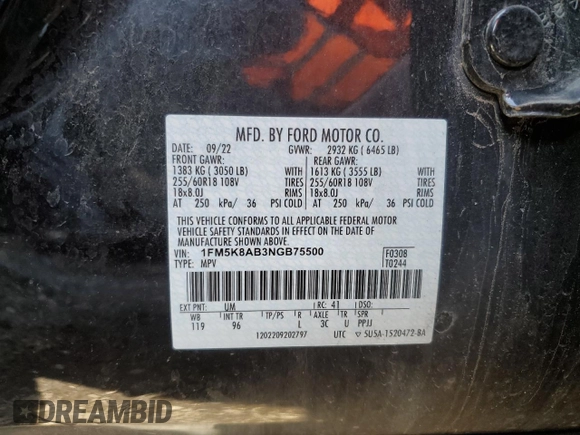 MFD. BY FORD MOTOR CO.
DATE: 09/22 GVWR: 2932 KG ( 6465 LB)
FRONT GAWR: REAR GAWR:
1383 KG ( 3050 LB) WITH 1613 KG ( 3555 LB) WITH
255/60R18 108V TIRES 255/60R18 108V TIRES
18x8.0J RIMS 18x8.0J RIMS
AT 250 kPa/ 36 PSI COLD AT 250 kPa/ 36 PSI COLD
THIS VEHICLE CONFORMS TO ALL APPLICABLE FEDERAL MOTOR
VEHICLE SAFETY STANDARDS IN EFFECT ON THE DATE OF
MANUFACTURE SHOWN ABOVE.
VIN: 1FM5K8AB3NGB75500 F0308
TYPE: MPV T0244
EXT PNT: UM RC: 41 DSO:
WB INT TR TP/PS R AXLE TR SPR
119 96 L 3C U PPJJ
1202209202797 UTC ▽ 5U5A-1520472-BA
DREAMBID